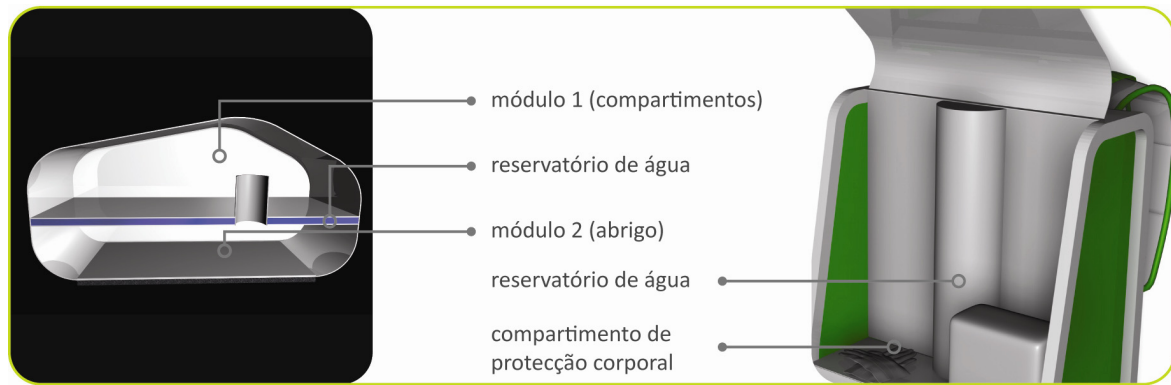 módulo 1 (compartimentos)
reservatório de água
módulo 2 (abrigo)
reservatório de água
compartimento de
protecção corporal